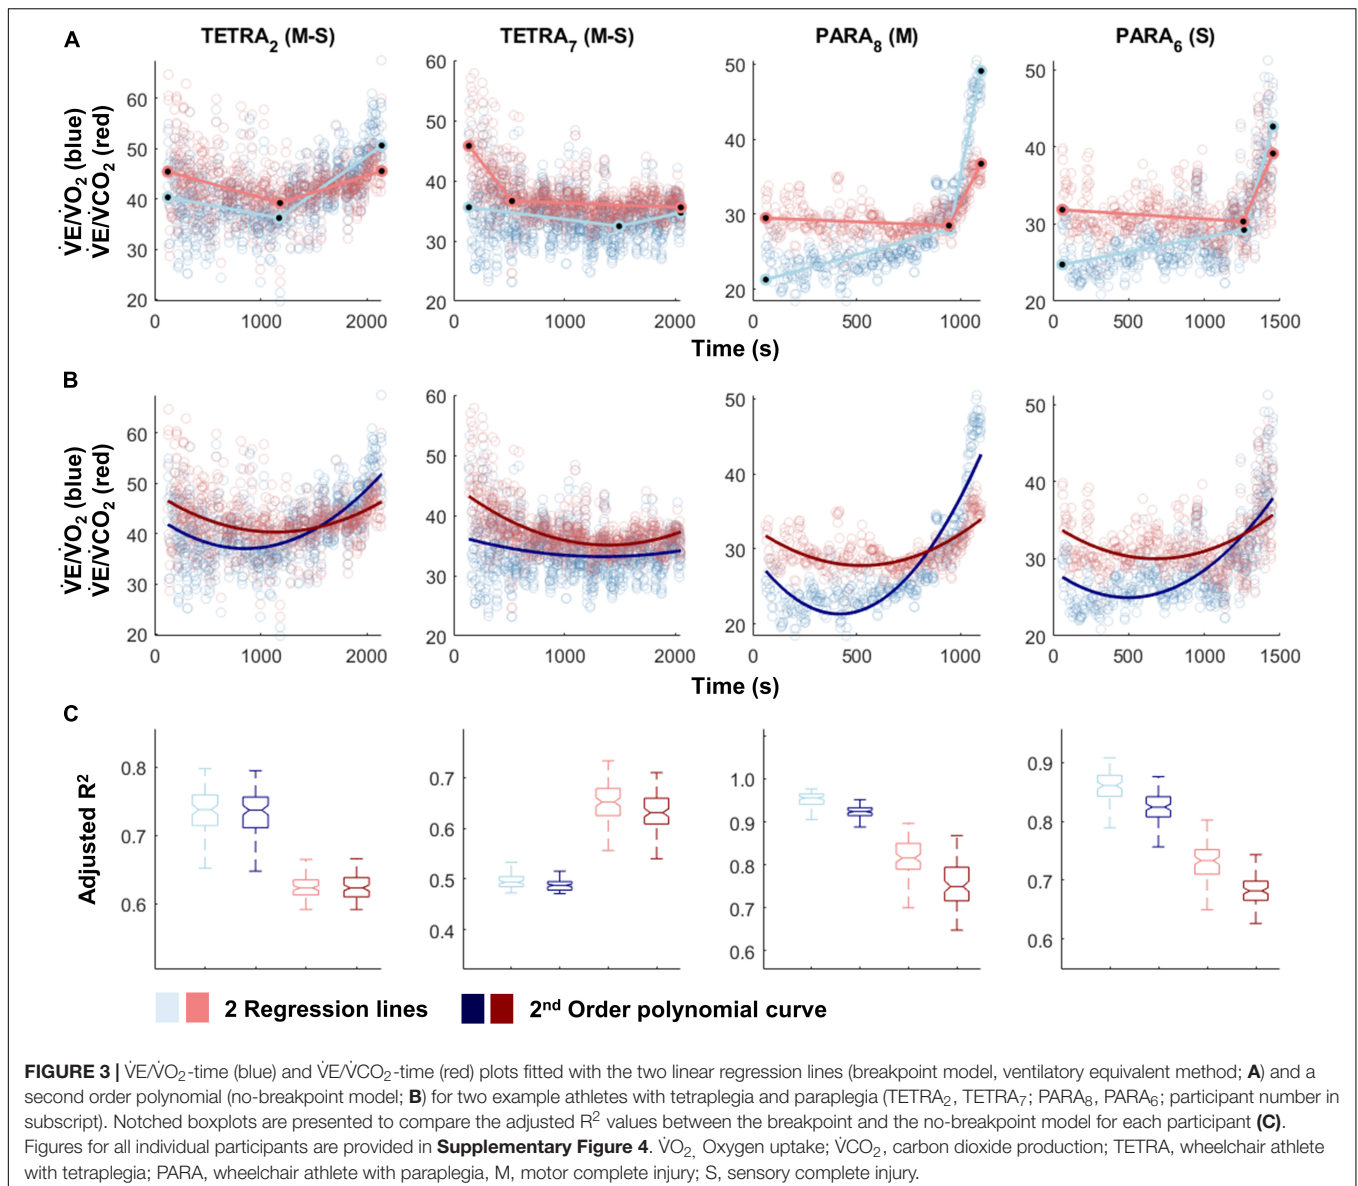 A
TETRA2 (M-S)
TETRA7 (M-S)
PARA8 (M)
PARA6 (S)
V̇E/V̇O2 (blue)
V̇E/V̇CO2 (red)
60
50
40
30
20
0 1000 2000
60
50
40
30
20
0 1000 2000
50
40
30
20
0 500 1000
50
40
30
20
0 500 1000 1500
Time (s)
B
V̇E/V̇O2 (blue)
V̇E/V̇CO2 (red)
60
50
40
30
20
0 1000 2000
60
50
40
30
20
0 1000 2000
50
40
30
20
0 500 1000
50
40
30
20
0 500 1000 1500
Time (s)
C
Adjusted R2
0.8
0.7
0.6
0.7
0.6
0.5
0.4
1.0
0.9
0.8
0.7
0.6
0.9
0.8
0.7
0.6
2 Regression lines
2nd Order polynomial curve
FIGURE 3 | V̇E/V̇O2-time (blue) and V̇E/V̇CO2-time (red) plots fitted with the two linear regression lines (breakpoint model, ventilatory equivalent method; A) and a
second order polynomial (no-breakpoint model; B) for two example athletes with tetraplegia and paraplegia (TETRA2, TETRA7; PARA8, PARA6; participant number in
subscript). Notched boxplots are presented to compare the adjusted R2 values between the breakpoint and the no-breakpoint model for each participant (C).
Figures for all individual participants are provided in Supplementary Figure 4. V̇O2, Oxygen uptake; V̇CO2, carbon dioxide production; TETRA, wheelchair athlete
with tetraplegia; PARA, wheelchair athlete with paraplegia, M, motor complete injury; S, sensory complete injury.